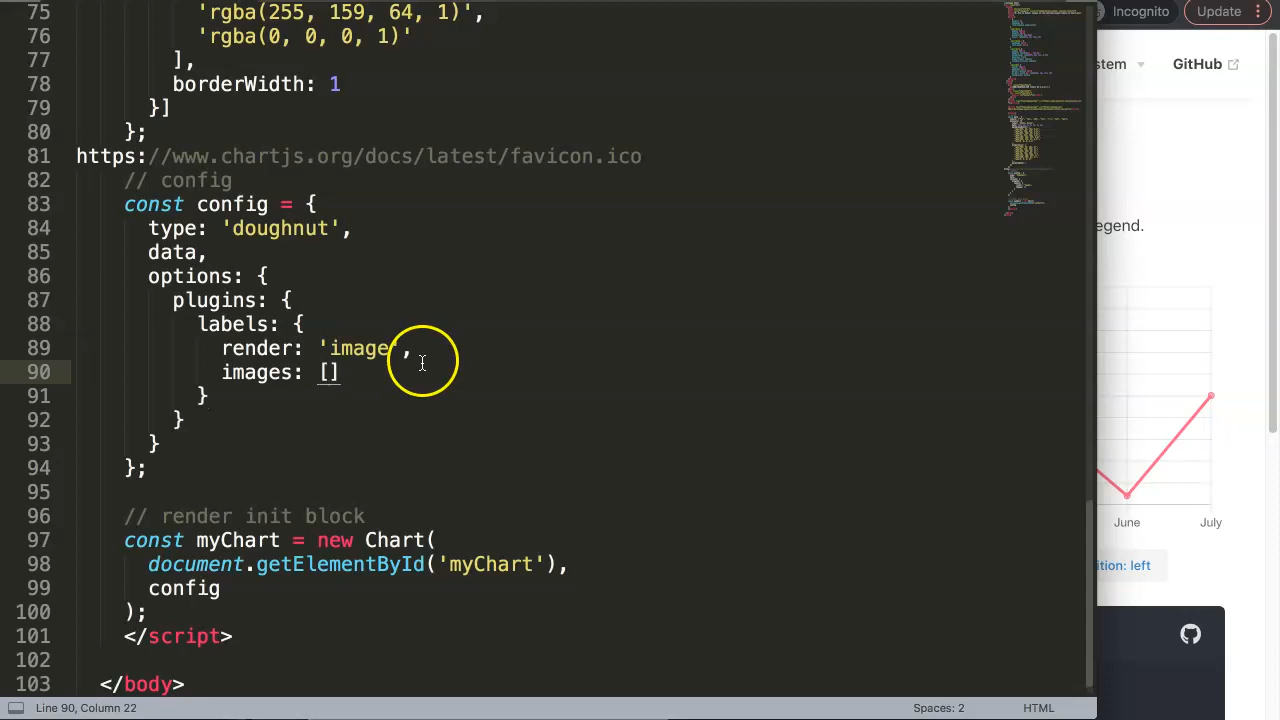 75 'rgba(255, 159, 64, 1)',
76 'rgba(0, 0, 0, 1)'
77 ],
78 borderWidth: 1
79 }]
80 };
81 https://www.chartjs.org/docs/latest/favicon.ico
82 // config
83 const config = {
84 type: 'doughnut',
85 data,
86 options: {
87 plugins: {
88 labels: {
89 render: 'image',
90 images: []
91 }
92 }
93 }
94 };
95
96 // render init block
97 const myChart = new Chart(
98 document.getElementById('myChart'),
99 config
100 );
101 </script>
102
103 </body>
Line 90, Column 22
Spaces: 2
HTML
Incognito
Update
stem
GitHub
egend.
June
July
ition: left